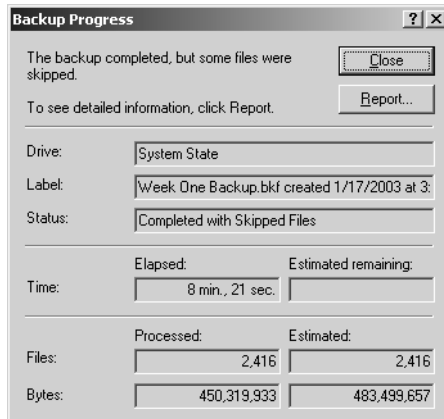 Backup Progress
The backup completed, but some files were
skipped.
Close
To see detailed information, click Report.
Report...
Drive: System State
Label: Week One Backup.bkf created 1/17/2003 at 3:
Status: Completed with Skipped Files
Elapsed: Estimated remaining:
Time: 8 min., 21 sec.
Processed: Estimated:
Files: 2,416 2,416
Bytes: 450,319,933 483,499,657